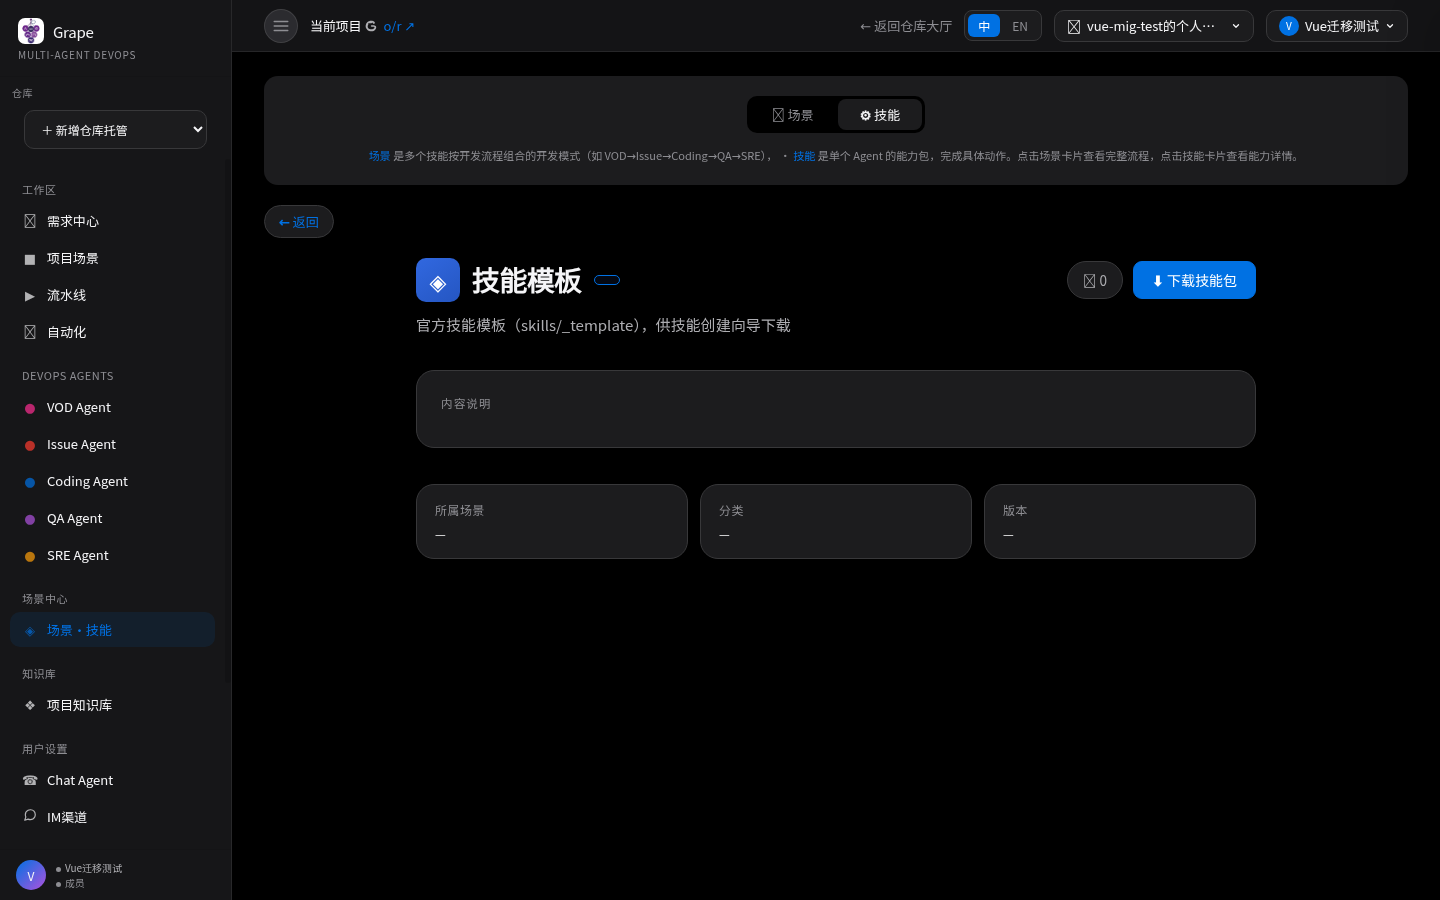 Grape
MULTI-AGENT DEVOPS
仓库
＋ 新增仓库托管
工作区
需求中心
项目场景
流水线
自动化
DEVOPS AGENTS
VOD Agent
Issue Agent
Coding Agent
QA Agent
SRE Agent
场景中心
场景・技能
知识库
项目知识库
用户设置
Chat Agent
IM渠道
V
Vue迁移测试
成员
当前项目 o/r ↗
← 返回仓库大厅
中 EN
vue-mig-test的个人…
V Vue迁移测试
场景 技能
场景 是多个技能按开发流程组合的开发模式（如 VOD→Issue→Coding→QA→SRE）， ・ 技能 是单个 Agent 的能力包，完成具体动作。点击场景卡片查看完整流程，点击技能卡片查看能力详情。
← 返回
技能模板
0
⬇ 下载技能包
官方技能模板（skills/_template），供技能创建向导下载
内容说明
所属场景
—
分类
—
版本
—